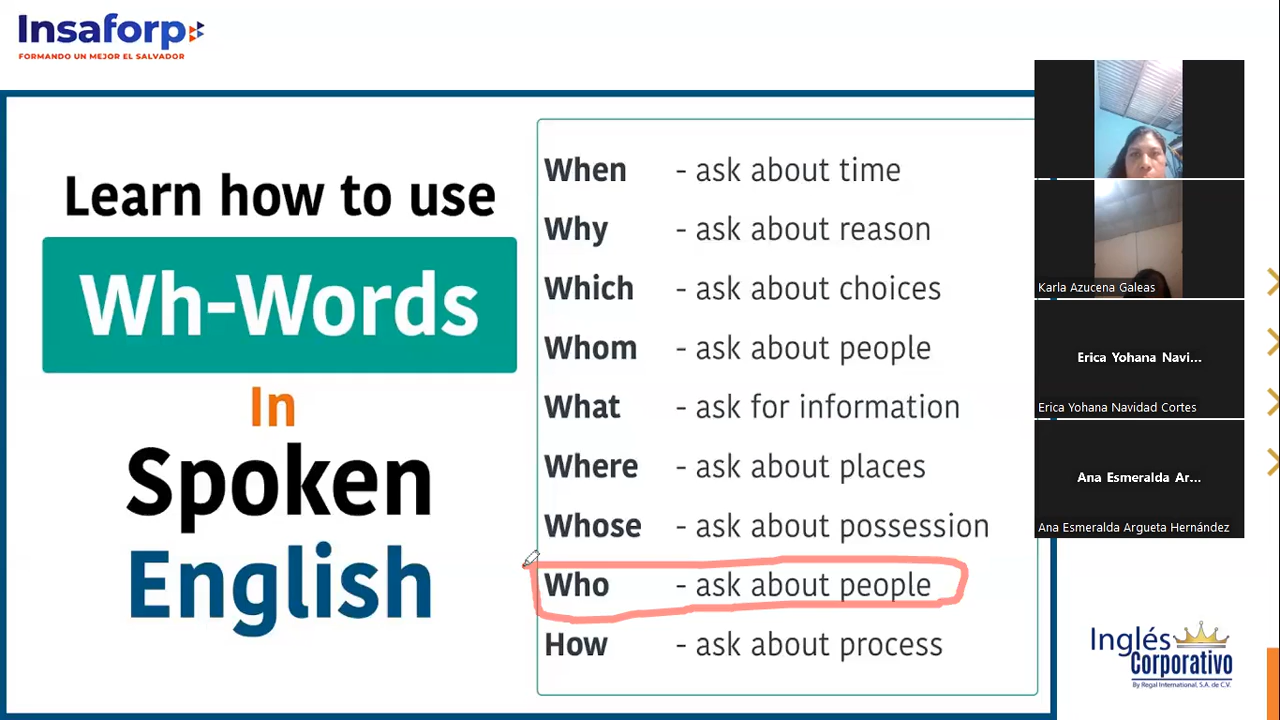 Insaforp
FORMANDO UN MEJOR EL SALVADOR
Learn how to use
Wh-Words
In
Spoken
English
When - ask about time
Why - ask about reason
Which - ask about choices
Whom - ask about people
What - ask for information
Where - ask about places
Whose - ask about possession
Who - ask about people
How - ask about process
Karla Azucena Galeas
Erica Yohana Navi...
Erica Yohana Navidad Cortes
Ana Esmeralda Ar...
Ana Esmeralda Argueta Hernández
Inglés
Corporativo
By Regal International, S.A. de C.V.